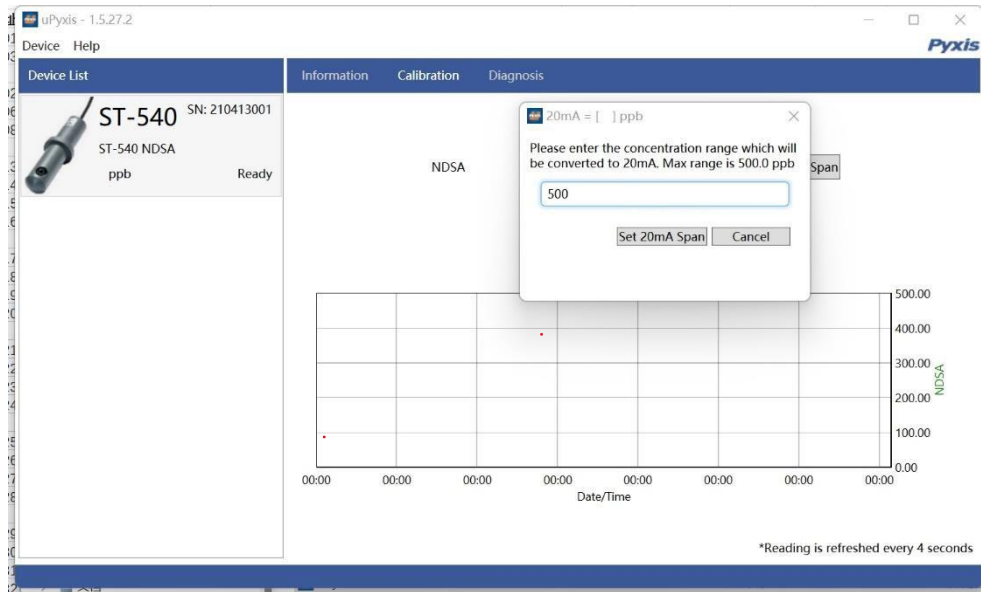 uPyxis - 1.5.27.2
Device Help
Pyxis
Device List
Information Calibration Diagnosis
ST-540 SN: 210413001
ST-540 NDSA
ppb Ready
20mA = [ ] ppb
Please enter the concentration range which will
be converted to 20mA. Max range is 500.0 ppb
500
Set 20mA Span Cancel
NDSA
Span
500.00
400.00
300.00
200.00
100.00
0.00
NDSA
00:00 00:00 00:00 00:00 00:00 00:00 00:00 00:00
Date/Time
*Reading is refreshed every 4 seconds